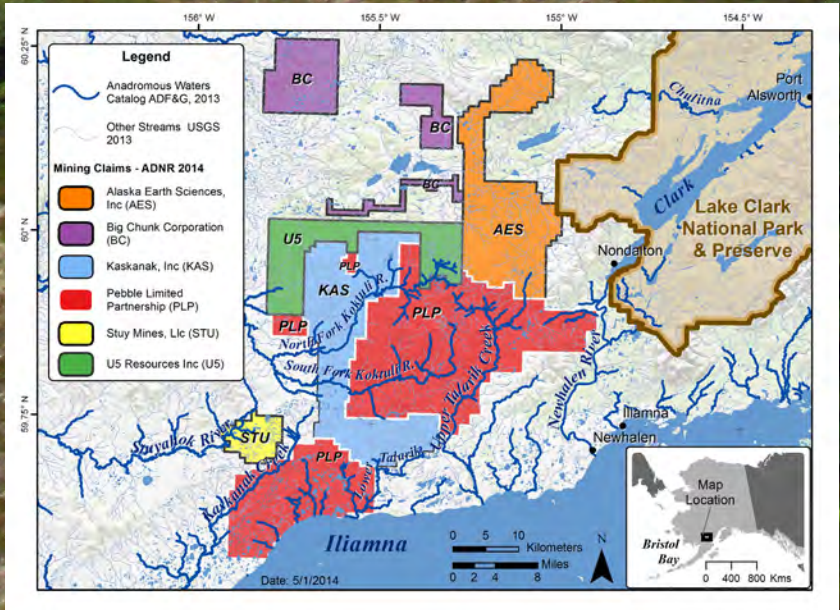 156° W
155.5° W
155° W
154.5° W
60.25° N
60° N
59.75° N
Legend
Anadromous Waters
Catalog ADF&G, 2013
Other Streams USGS
2013
Mining Claims - ADNR 2014
Alaska Earth Sciences,
Inc (AES)
Big Chunk Corporation
(BC)
Kaskanak, Inc (KAS)
Pebble Limited
Partnership (PLP)
Stuy Mines, Llc (STU)
U5 Resources Inc (U5)
BC
BC
BC
AES
U5
KAS
PLP
PLP
PLP
PLP
STU
Chulitna
Port
Alsworth
Clark
Lake Clark
National Park
& Preserve
Nondalton
North Fork Koktuli R.
South Fork Koktuli R.
Upper Talarik Creek
Newhalen River
Stuyahok River
Kaskanak Creek
Lower Talarik
Iliamna
Newhalen
Iliamna
Date: 5/1/2014
0 5 10
Kilometers
Miles
0 2 4 8
N
Map
Location
Bristol
Bay
0 400 800
Kms